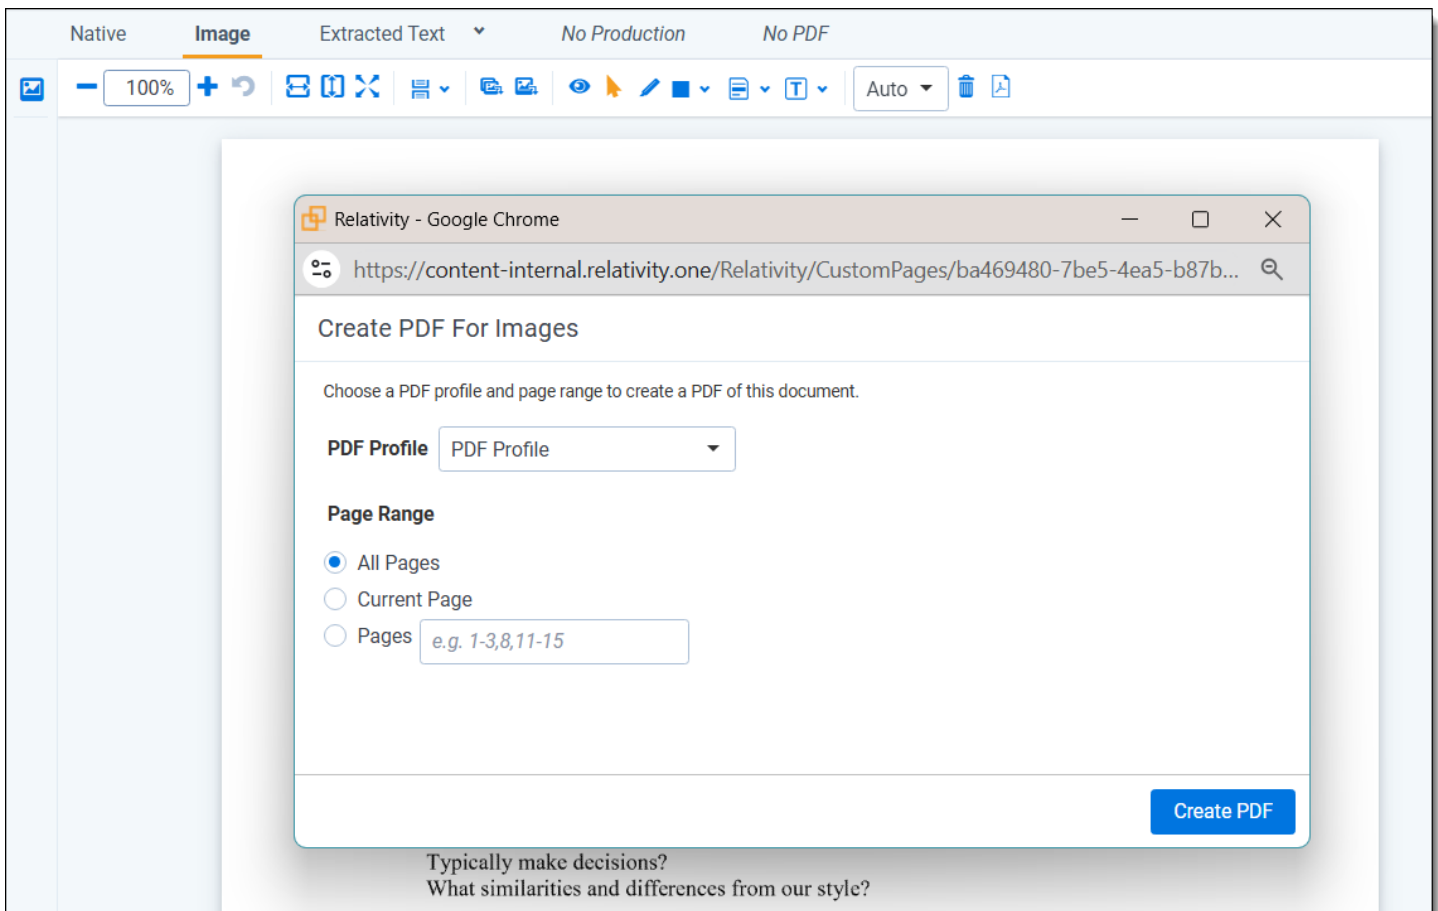 Native Image Extracted Text No Production No PDF
100% T Auto
Relativity - Google Chrome
https://content-internal.relativity.one/Relativity/CustomPages/ba469480-7be5-4ea5-b87b...
Create PDF For Images
Choose a PDF profile and page range to create a PDF of this document.
PDF Profile PDF Profile
Page Range
All Pages
Current Page
Pages e.g. 1-3,8,11-15
Create PDF
Typically make decisions?
What similarities and differences from our style?